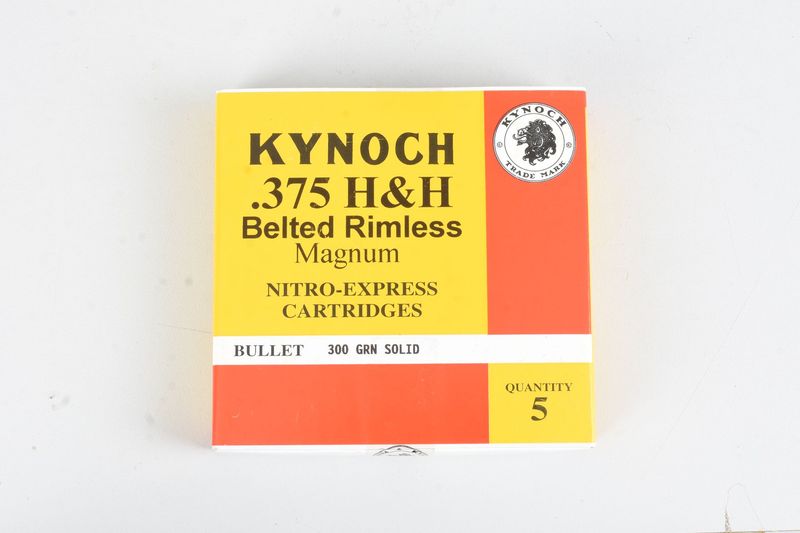 KYNOCH
.375 H&H
Belted Rimless
Magnum
NITRO-EXPRESS
CARTRIDGES
KYNOCH
TRADE MARK
BULLET 300 GRN SOLID
QUANTITY
5